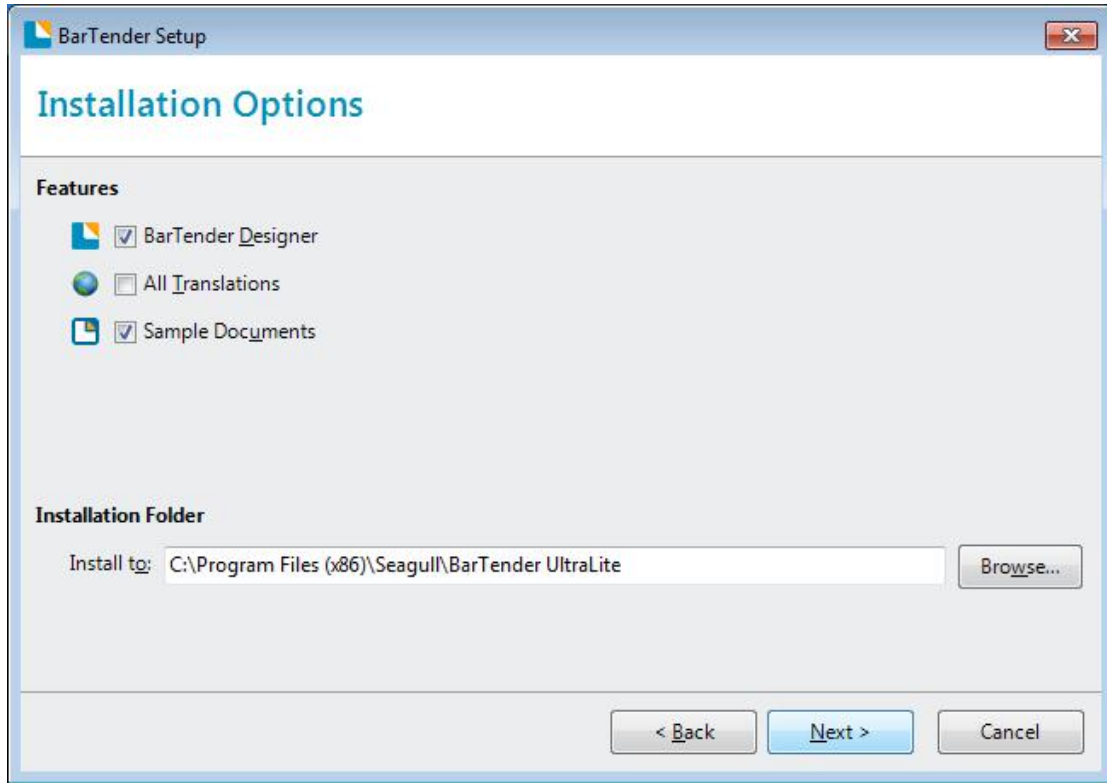 BarTender Setup
Installation Options
Features
BarTender Designer
All Translations
Sample Documents
Installation Folder
Install to: C:\Program Files (x86)\Seagull\BarTender UltraLite Browse...
< Back Next > Cancel